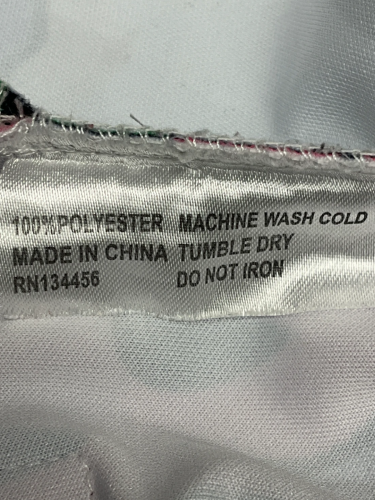 100%POLYESTER MACHINE WASH COLD
MADE IN CHINA TUMBLE DRY
RN134456 DO NOT IRON